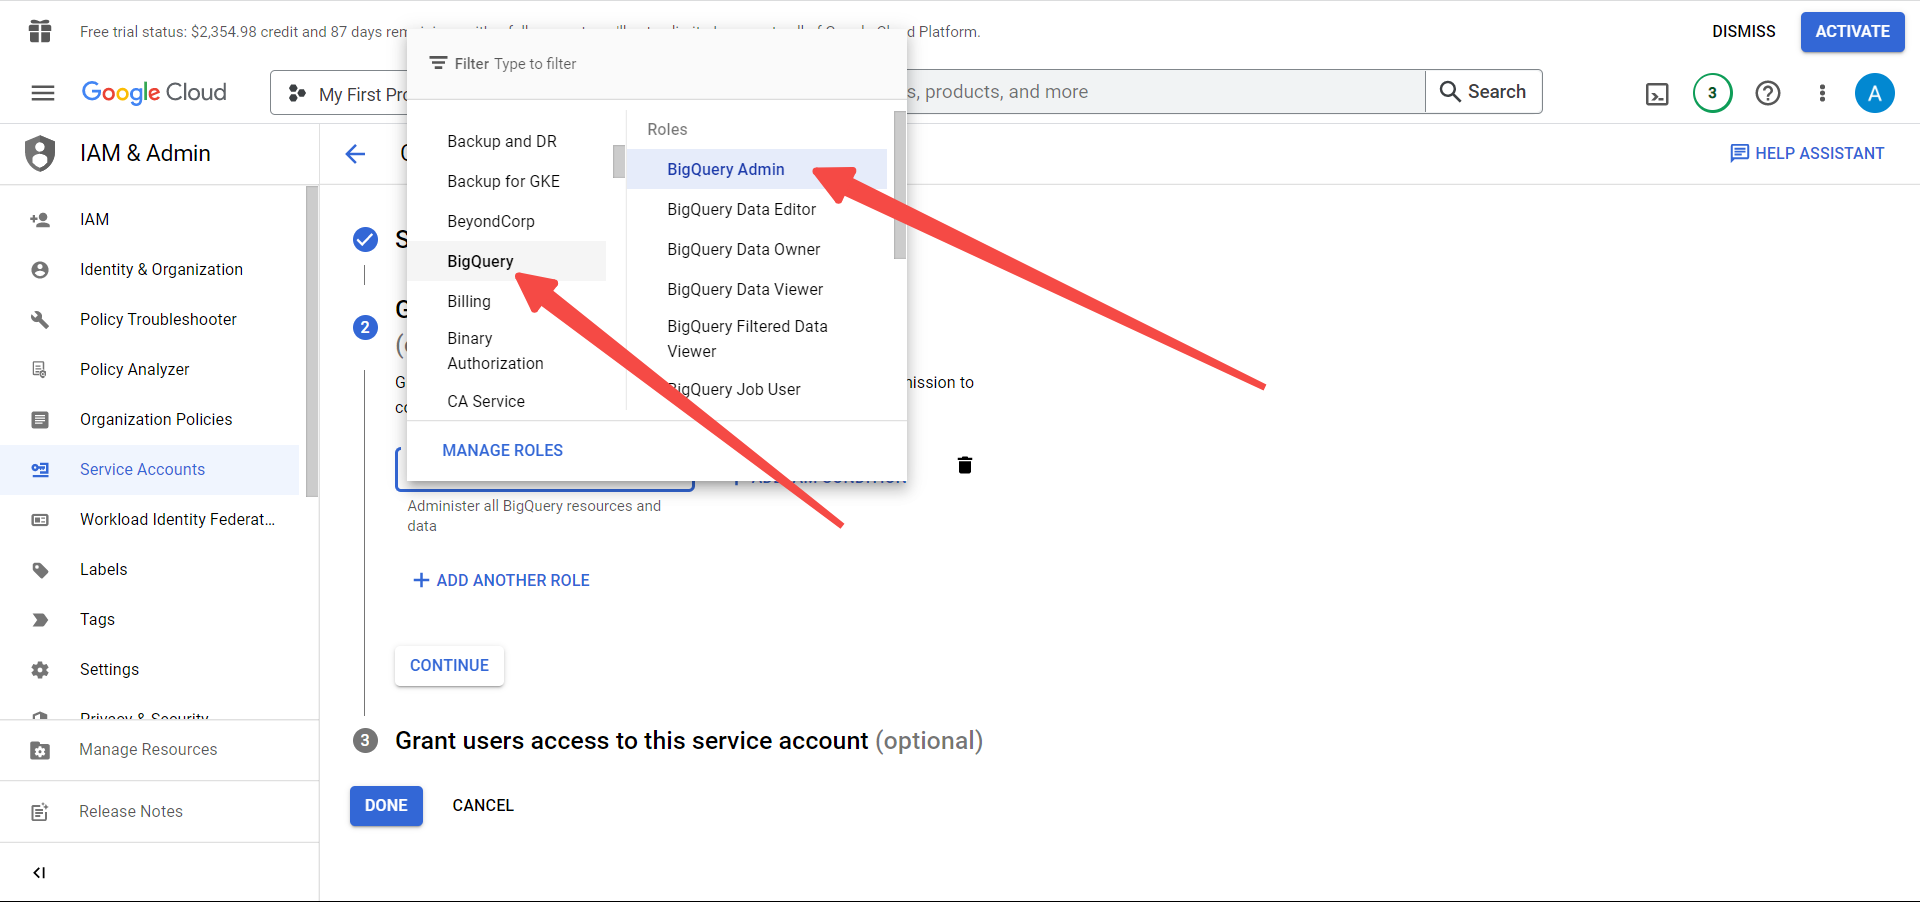 Free trial status: $2,354.98 credit and 87 days
Platform.
DISMISS
ACTIVATE
Filter Type to filter
Google Cloud
My First
products, and more
Search
3
A
IAM & Admin
HELP ASSISTANT
IAM
Identity & Organization
Policy Troubleshooter
Policy Analyzer
Organization Policies
Service Accounts
Workload Identity Federat...
Labels
Tags
Settings
Privacy & Security
Manage Resources
Release Notes
Backup and DR
Backup for GKE
BeyondCorp
BigQuery
Billing
Binary
Authorization
CA Service
Roles
BigQuery Admin
BigQuery Data Editor
BigQuery Data Owner
BigQuery Data Viewer
BigQuery Filtered Data
Viewer
BigQuery Job User
MANAGE ROLES
2
to
Administer all BigQuery resources and
data
ADD ANOTHER ROLE
CONTINUE
3
Grant users access to this service account (optional)
DONE
CANCEL